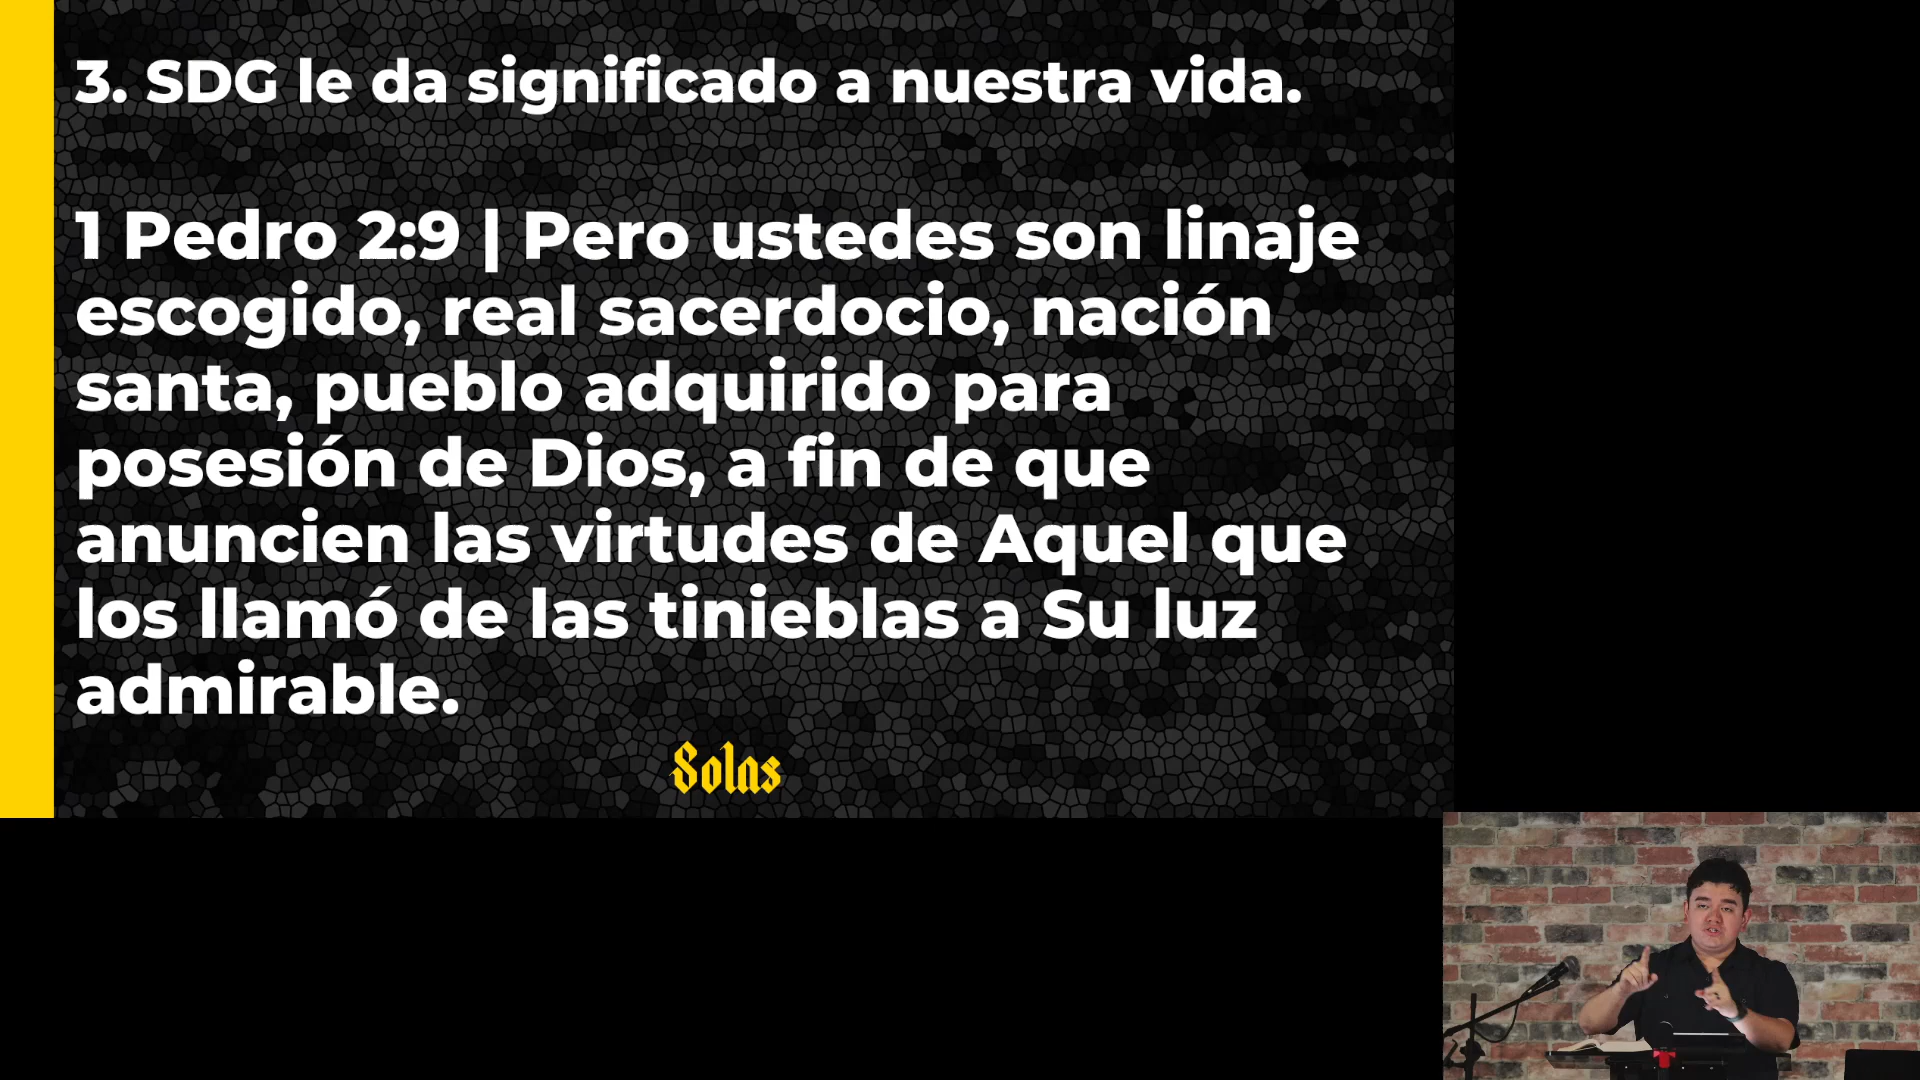 3. SDG le da significado a nuestra vida.
1 Pedro 2:9 | Pero ustedes son linaje
escogido, real sacerdocio, nación
santa, pueblo adquirido para
posesión de Dios, a fin de que
anuncien las virtudes de Aquel que
los llamó de las tinieblas a Su luz
admirable.
Solas